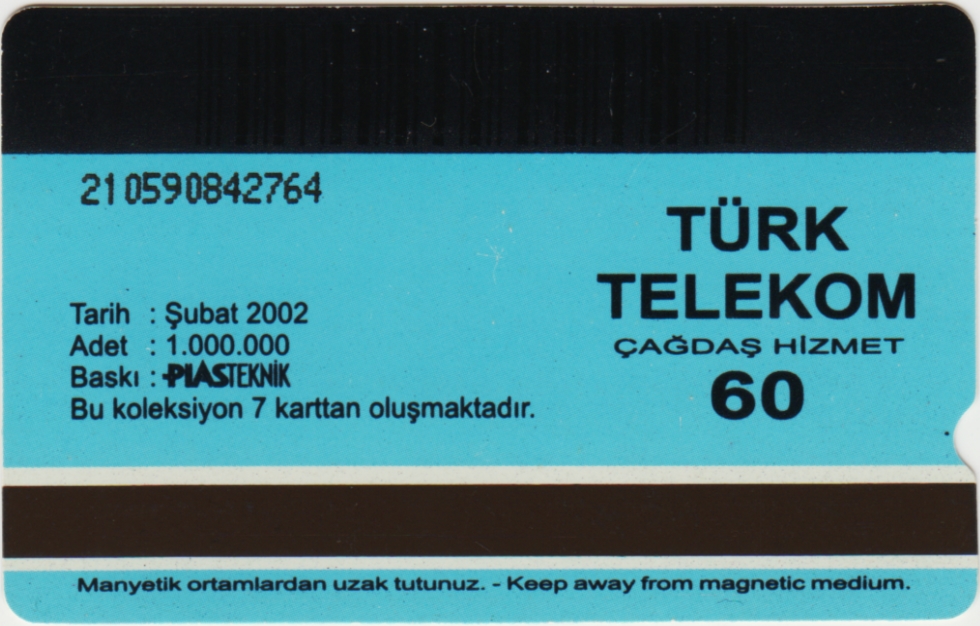 210590842764
TÜRK
TELEKOM
ÇAĞDAŞ HİZMET
60
Tarih : Şubat 2002
Adet : 1.000.000
Baskı : PLASTEKNİK
Bu koleksiyon 7 karttan oluşmaktadır.
Manyetik ortamlardan uzak tutunuz. - Keep away from magnetic medium.